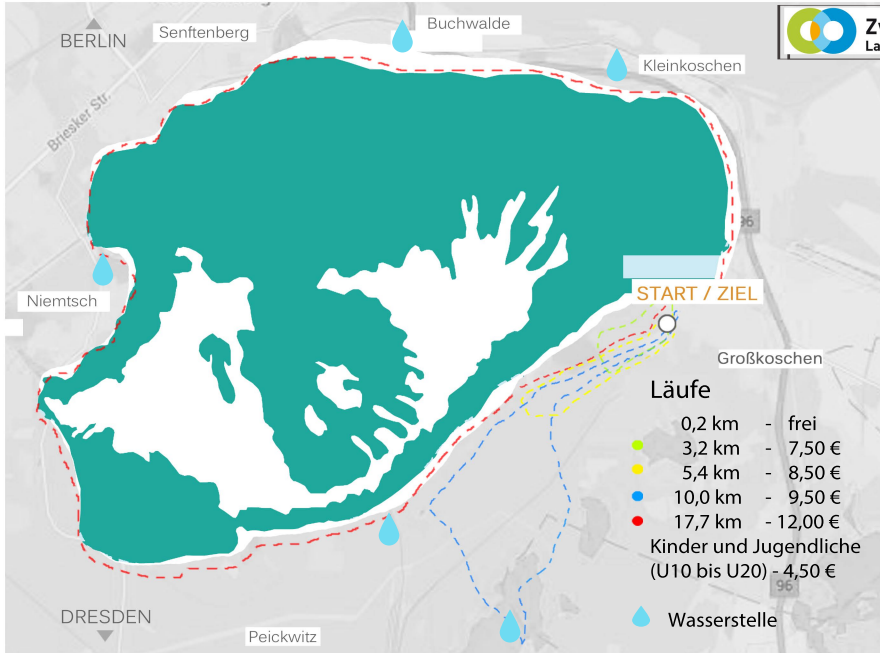 Buchwalde
Senftenberg
BERLIN
Zv
La
Kleinkoschen
Briesker Str.
96
Niemtsch
START / ZIEL
Großkoschen
Läufe
0,2 km - frei
3,2 km - 7,50 €
5,4 km - 8,50 €
10,0 km - 9,50 €
17,7 km - 12,00 €
Kinder und Jugendliche
(U10 bis U20) - 4,50 €
96
DRESDEN
Wasserstelle
Peickwitz